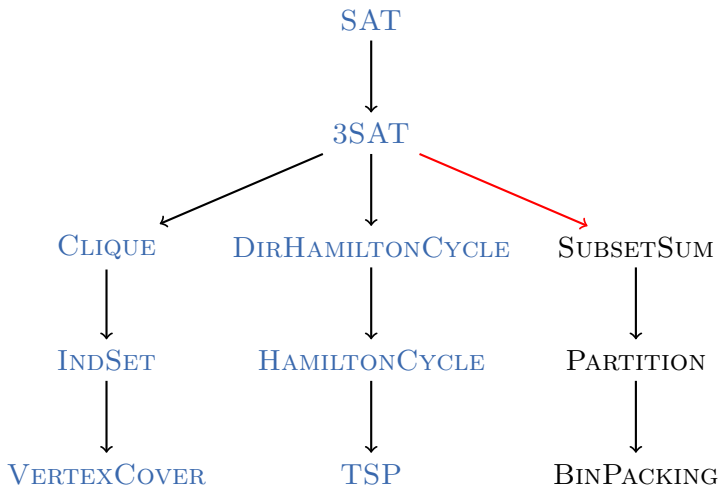 SAT
3SAT
CLIQUE DIRHAMILTONCYCLE SUBSETSUM
INDSET HAMILTONCYCLE PARTITION
VERTEXCOVER TSP BINPACKING